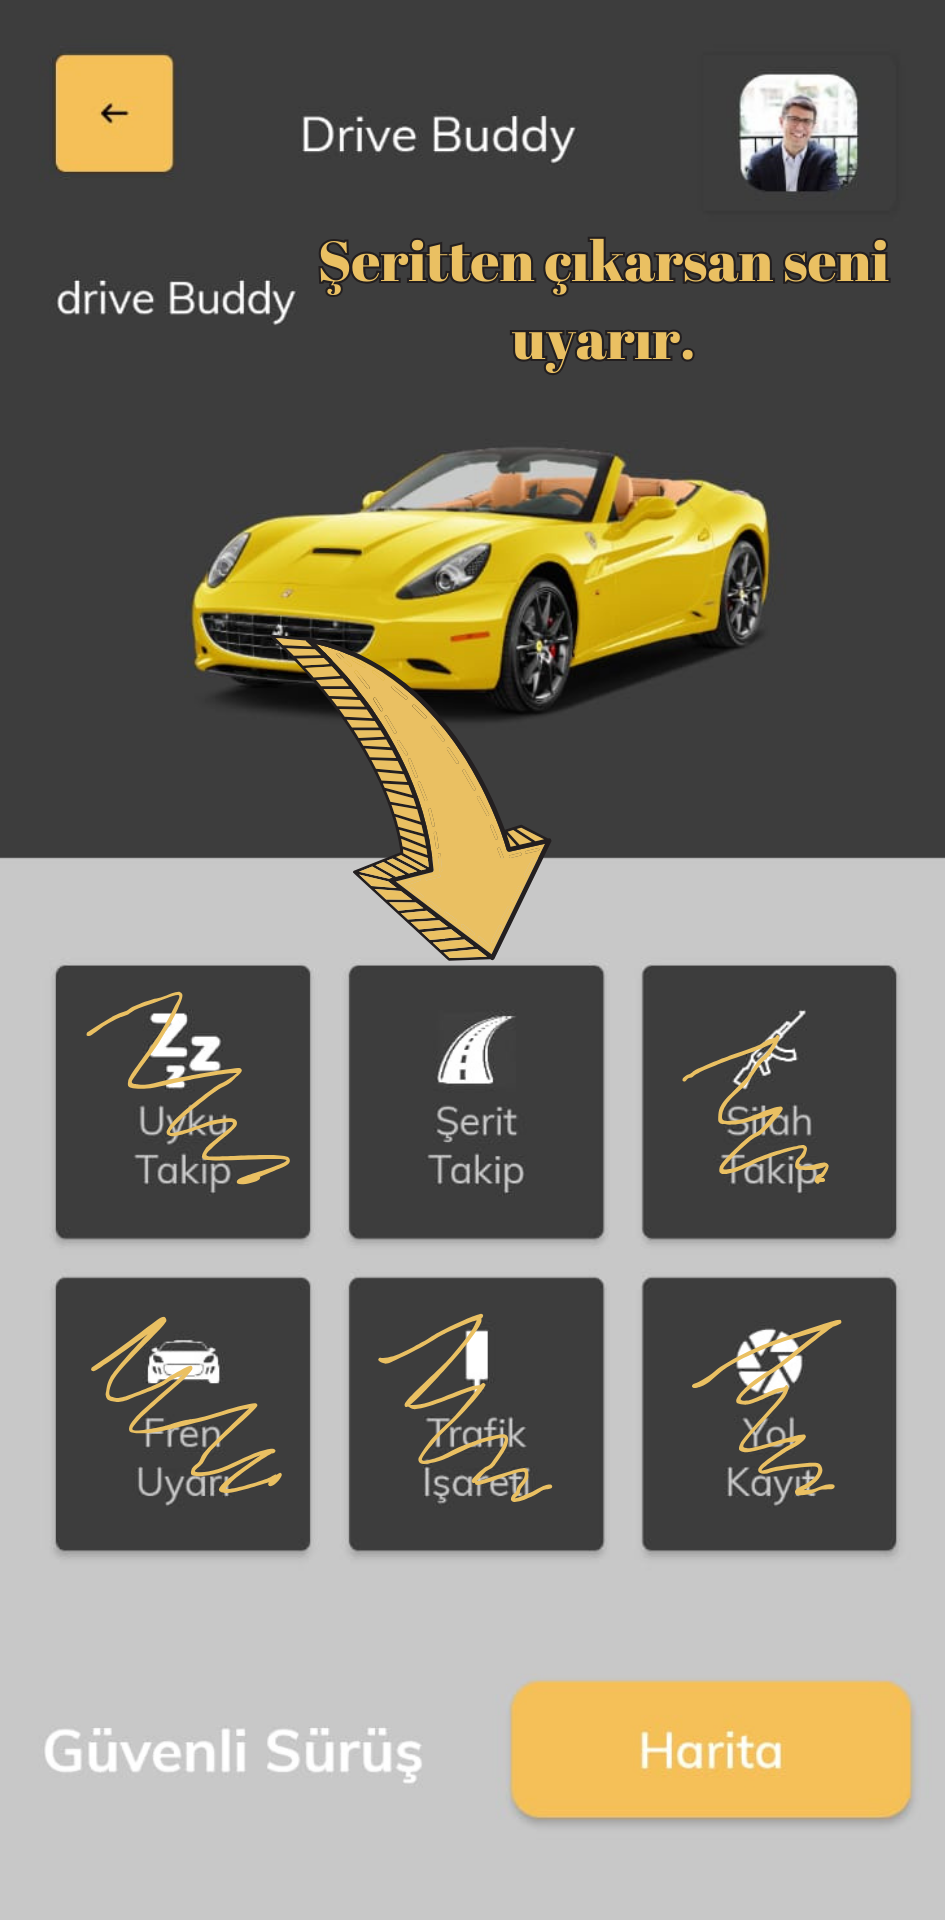 Drive Buddy
drive Buddy
Şeritten çıkarsan seni
uyarır.
Uyku
Takip
Şerit
Takip
Silah
Takip
Fren
Uyarı
Trafik
Işareti
Yol
Kayıt
Güvenli Sürüş
Harita